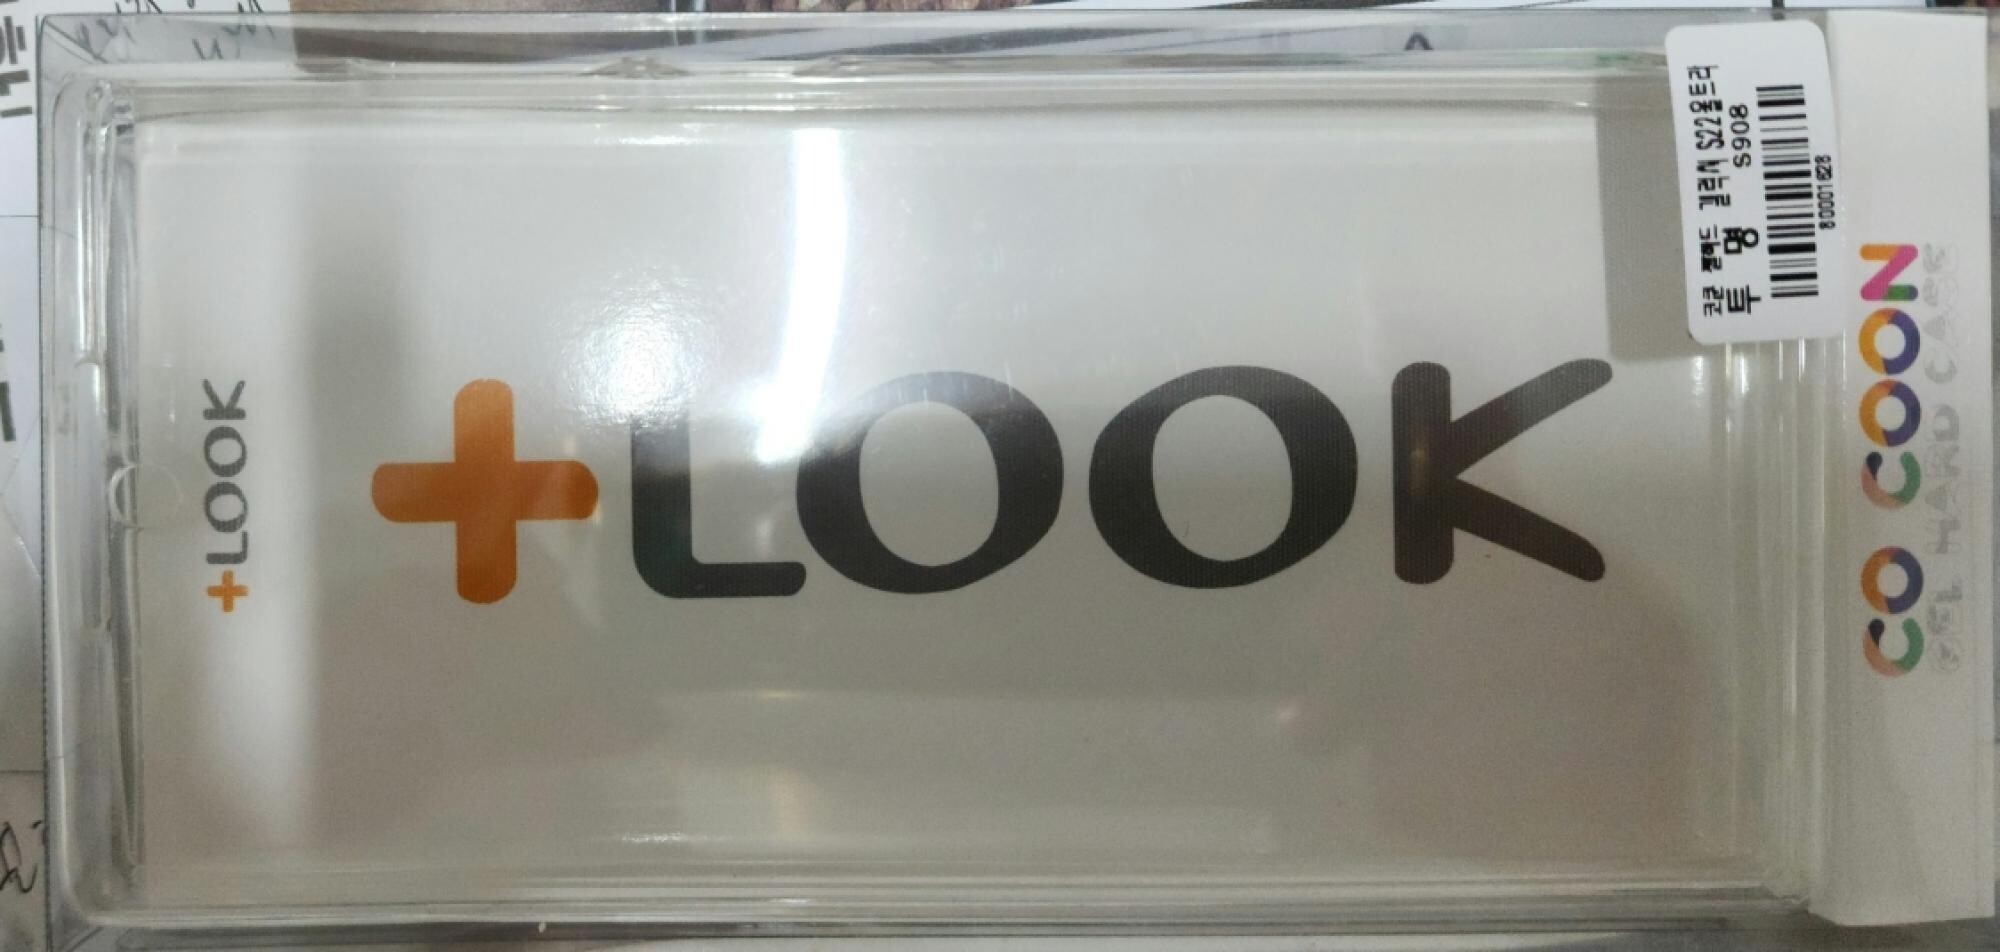 +LOOK
+LOOK
코쿤 젤하드 갤럭시 S22울트라
S908
투 명
80001628
CO COON
GEL HARD CASE